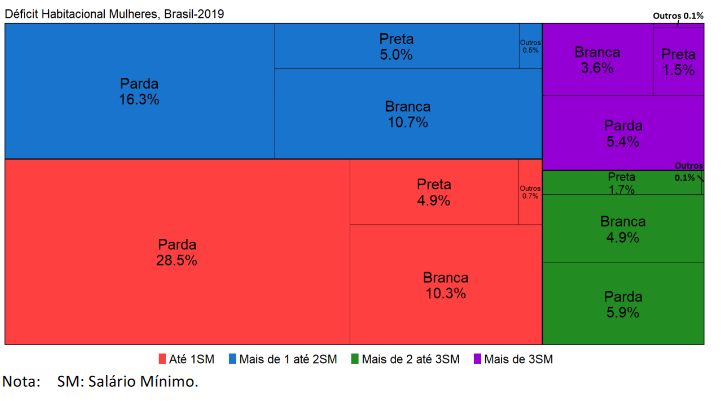 Outros 0.1%
Déficit Habitacional Mulheres, Brasil-2019
Parda
16.3%
Preta
5.0%
Outros
0.5%
Branca
10.7%
Branca
3.6%
Preta
1.5%
Parda
5.4%
Parda
28.5%
Preta
4.9%
Outros
0.7%
Branca
10.3%
Outros
0.1%
Preta
1.7%
Branca
4.9%
Parda
5.9%
Até 1SM
Mais de 1 até 2SM
Mais de 2 até 3SM
Mais de 3SM
Nota: SM: Salário Mínimo.